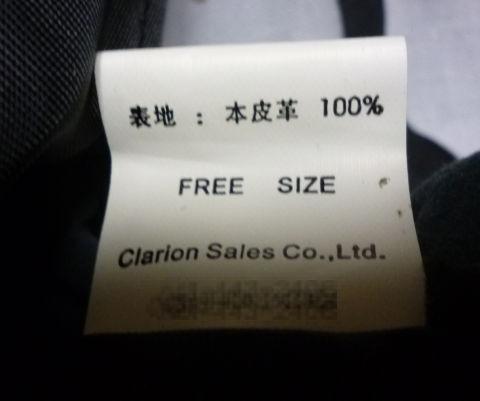 表地 : 本皮革 100%
FREE SIZE
Clarion Sales Co.,Ltd.